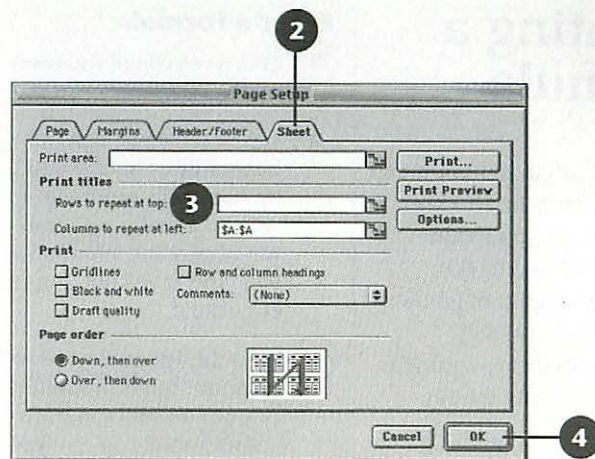 2
Page Setup
Page Margins Header/Footer Sheet
Print area: Print...
Print titles Print Preview
Rows to repeat at top: 3 Options...
Columns to repeat at left: $A:$A
Print
Gridlines Row and column headings
Black and white Comments: (None)
Draft quality
Page order
Down, then over
Over, then down
Cancel OK 4